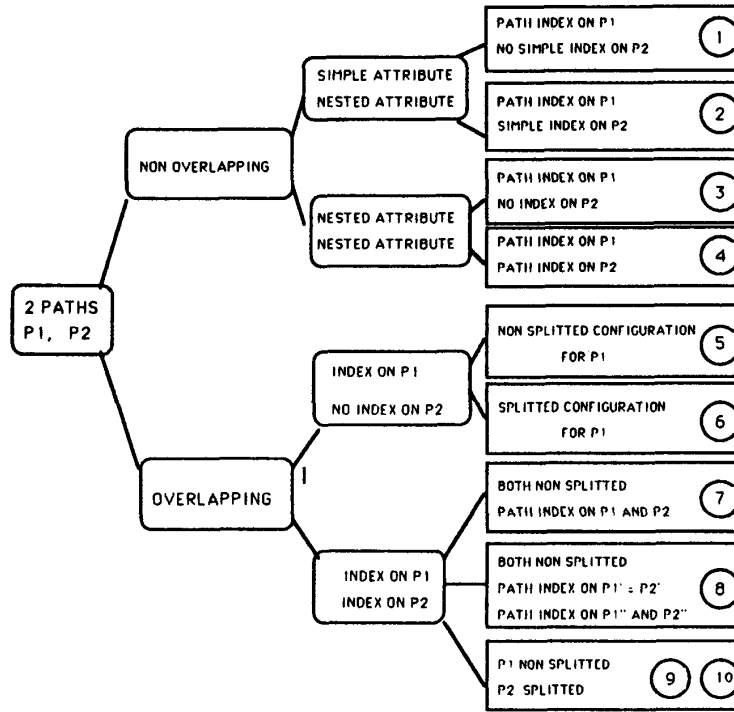 2 PATHS
P1, P2
NON OVERLAPPING
SIMPLE ATTRIBUTE
NESTED ATTRIBUTE
PATH INDEX ON P1
NO SIMPLE INDEX ON P2
1
PATH INDEX ON P1
SIMPLE INDEX ON P2
2
NESTED ATTRIBUTE
NESTED ATTRIBUTE
PATH INDEX ON P1
NO INDEX ON P2
3
PATH INDEX ON P1
PATH INDEX ON P2
4
OVERLAPPING
INDEX ON P1
NO INDEX ON P2
NON SPLITTED CONFIGURATION
FOR P1
5
SPLITTED CONFIGURATION
FOR P1
6
INDEX ON P1
INDEX ON P2
BOTH NON SPLITTED
PATH INDEX ON P1 AND P2
7
BOTH NON SPLITTED
PATH INDEX ON P1' = P2'
PATH INDEX ON P1'' AND P2''
8
P1 NON SPLITTED
P2 SPLITTED
9 10